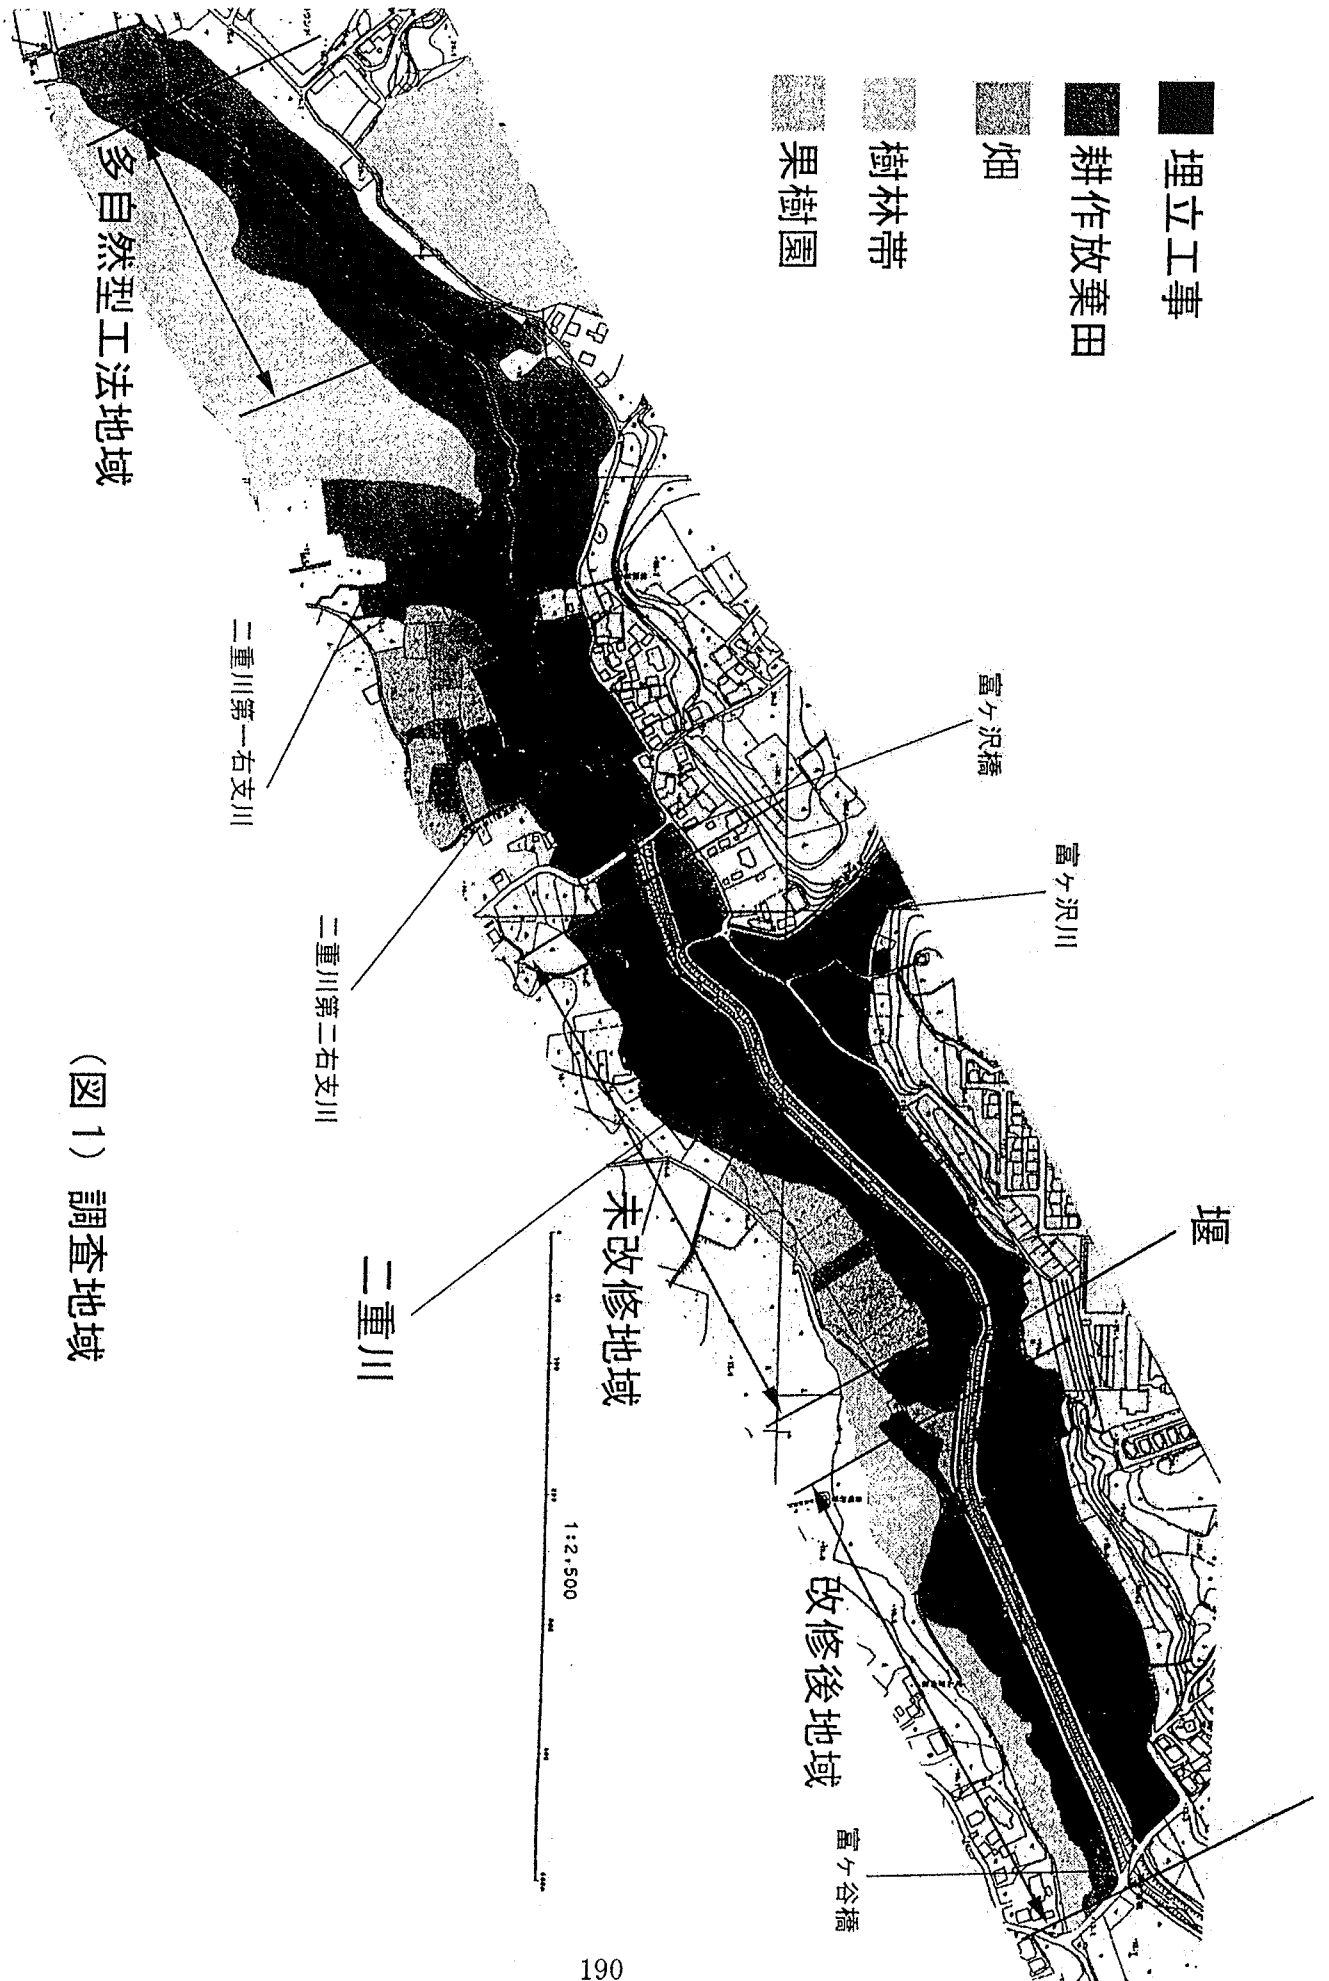 埋立工事
耕作放棄田
畑
樹林帯
果樹園
堰
富ヶ沢川
富ヶ沢橋
富ヶ谷橋
改修後地域
未改修地域
1:2,500
二重川
二重川第二右支川
二重川第一右支川
多自然型工法地域
(図1) 調査地域
190